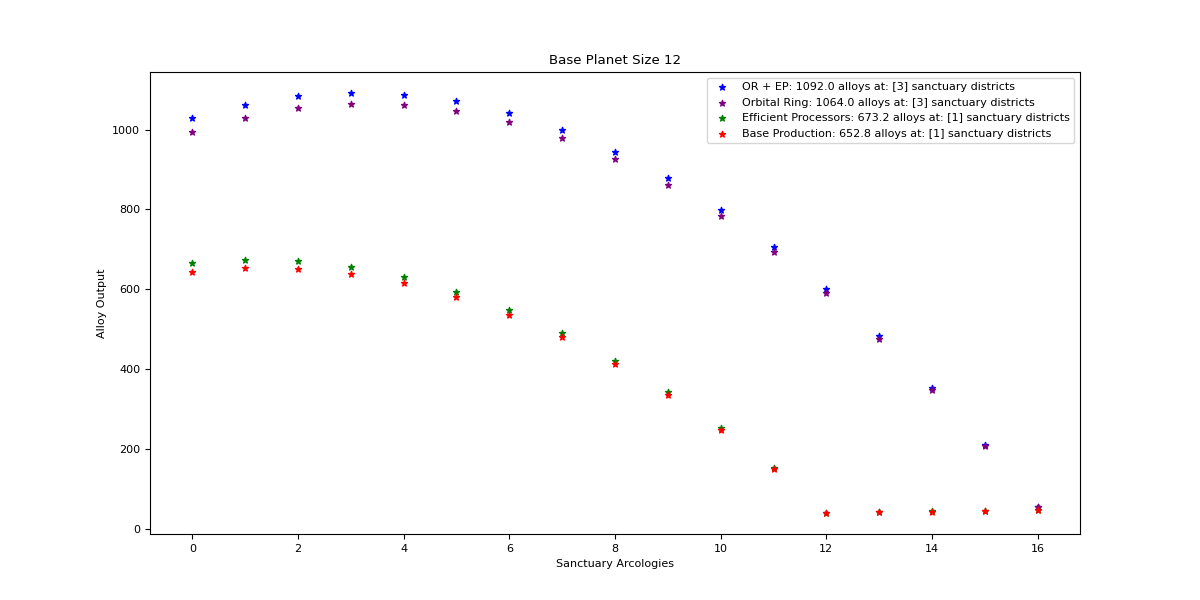 Base Planet Size 12
OR + EP: 1092.0 alloys at: [3] sanctuary districts
Orbital Ring: 1064.0 alloys at: [3] sanctuary districts
Efficient Processors: 673.2 alloys at: [1] sanctuary districts
Base Production: 652.8 alloys at: [1] sanctuary districts
Alloy Output
1000
800
600
400
200
0
0 2 4 6 8 10 12 14 16
Sanctuary Arcologies